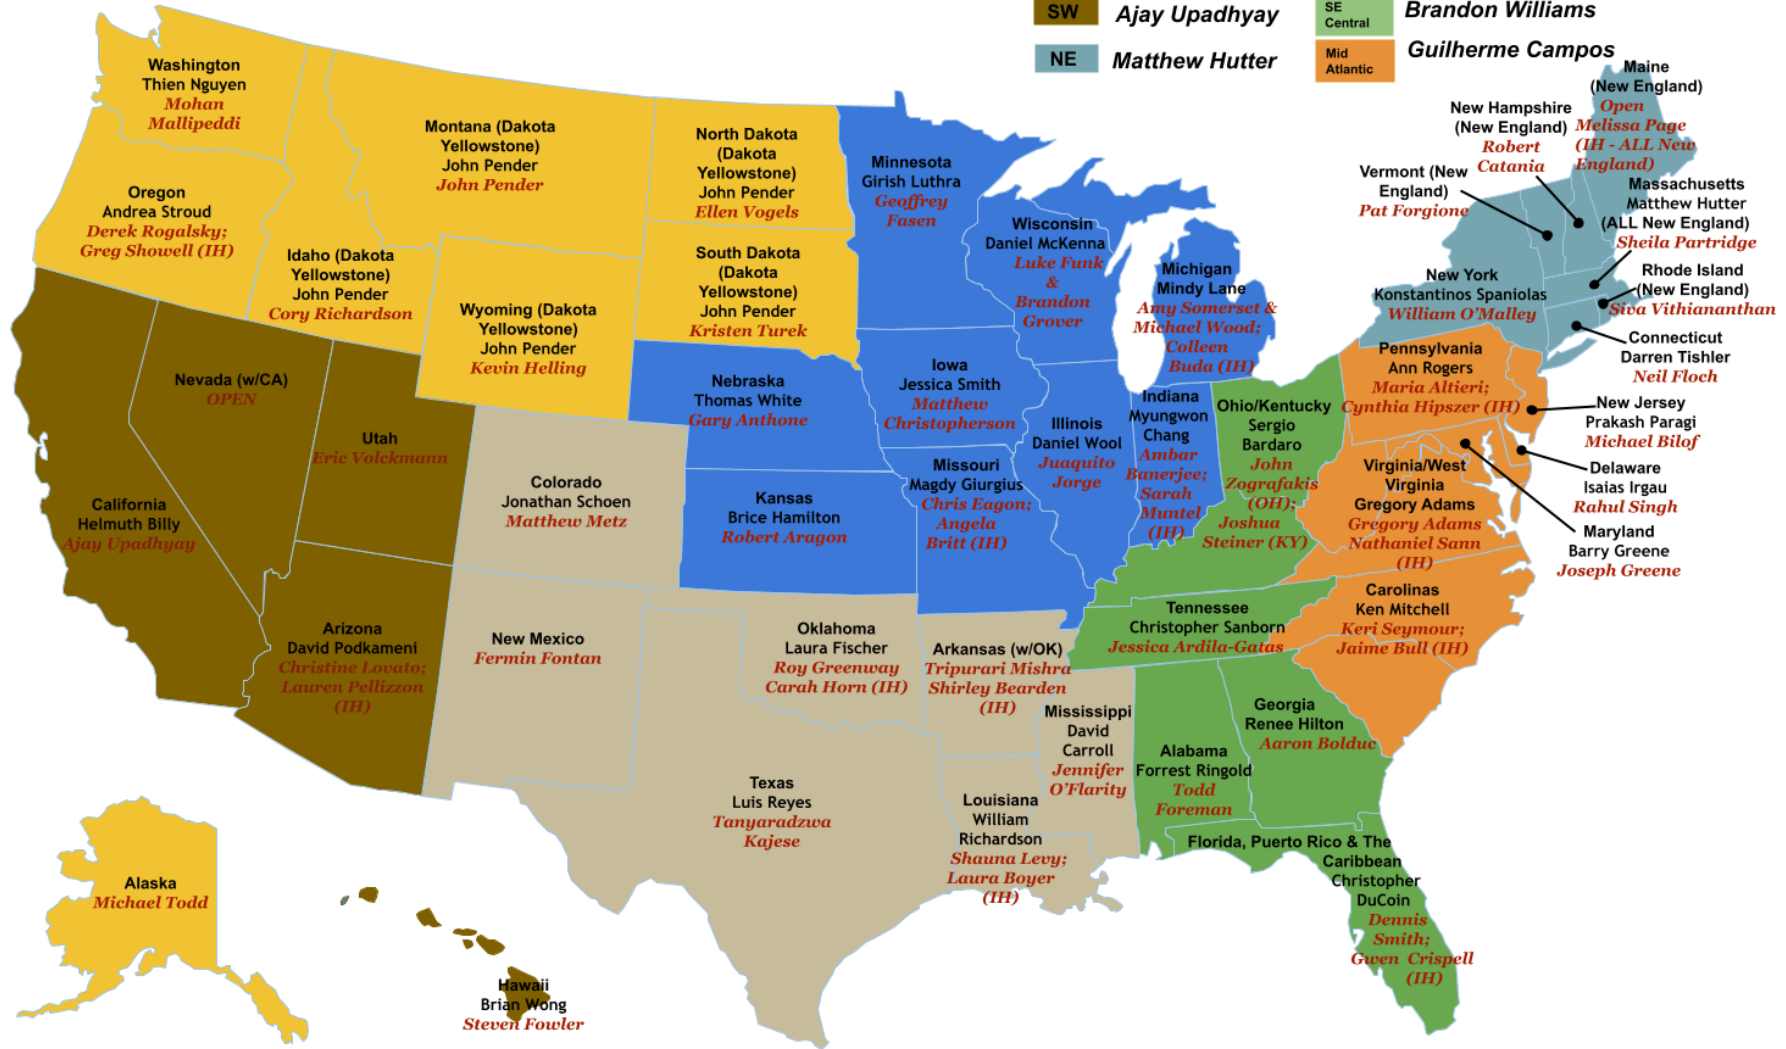 SW
Ajay Upadhyay
SE
Central
Brandon Williams
NE
Matthew Hutter
Mid
Atlantic
Guilherme Campos
Washington
Thien Nguyen
Mohan
Mallipeddi
Oregon
Andrea Stroud
Derek Rogalsky;
Greg Showell (IH)
Idaho (Dakota
Yellowstone)
John Pender
Cory Richardson
Montana (Dakota
Yellowstone)
John Pender
John Pender
Wyoming (Dakota
Yellowstone)
John Pender
Kevin Helling
North Dakota
(Dakota
Yellowstone)
John Pender
Ellen Vogels
South Dakota
(Dakota
Yellowstone)
John Pender
Kristen Turek
Minnesota
Girish Luthra
Geoffrey
Fasen
Wisconsin
Daniel McKenna
Luke Funk
&
Brandon
Grover
Michigan
Mindy Lane
Amy Somerset &
Michael Wood;
Colleen
Buda (IH)
Nebraska
Thomas White
Gary Anthone
Iowa
Jessica Smith
Matthew
Christopherson
Kansas
Brice Hamilton
Robert Aragon
Missouri
Magdy Giurgius
Chris Eagon;
Angela
Britt (IH)
Illinois
Daniel Wool
Juaquito
Jorge
Indiana
Myungwon
Chang
Ambar
Banerjee;
Sarah
Muntel
(IH)
Ohio/Kentucky
Sergio
Bardaro
John
Zografakis
(OH);
Joshua
Steiner (KY)
Nevada (w/CA)
OPEN
Utah
Eric Volckmann
California
Helmuth Billy
Ajay Upadhyay
Arizona
David Podkameni
Christine Lovato;
Lauren Pellizzon
(IH)
Colorado
Jonathan Schoen
Matthew Metz
New Mexico
Fermin Fontan
Oklahoma
Laura Fischer
Roy Greenway
Carah Horn (IH)
Arkansas (w/OK)
Tripurari Mishra
Shirley Bearden
(IH)
Texas
Luis Reyes
Tanyaradzwa
Kajese
Louisiana
William
Richardson
Shauna Levy;
Laura Boyer
(IH)
Mississippi
David
Carroll
Jennifer
O'Flarity
Tennessee
Christopher Sanborn
Jessica Ardila-Gatas
Alabama
Forrest Ringold
Todd
Foreman
Georgia
Renee Hilton
Aaron Bolduc
Florida, Puerto Rico & The
Caribbean
Christopher
DuCoin
Dennis
Smith;
Gwen Crispell
(IH)
Carolinas
Ken Mitchell
Keri Seymour;
Jaime Bull (IH)
Virginia/West
Virginia
Gregory Adams
Gregory Adams
Nathaniel Sann
(IH)
Pennsylvania
Ann Rogers
Maria Altieri;
Cynthia Hipszer (IH)
New York
Konstantinos Spaniolas
William O'Malley
Vermont (New
England)
Pat Forgione
New Hampshire
(New England)
Robert
Catania
Maine
(New England)
Open
Melissa Page
(IH - ALL New
England)
Massachusetts
Matthew Hutter
(ALL New England)
Sheila Partridge
Rhode Island
(New England)
Siva Vithiananthan
Connecticut
Darren Tishler
Neil Floch
New Jersey
Prakash Paragi
Michael Bilof
Delaware
Isaias Irgau
Rahul Singh
Maryland
Barry Greene
Joseph Greene
Alaska
Michael Todd
Hawaii
Brian Wong
Steven Fowler